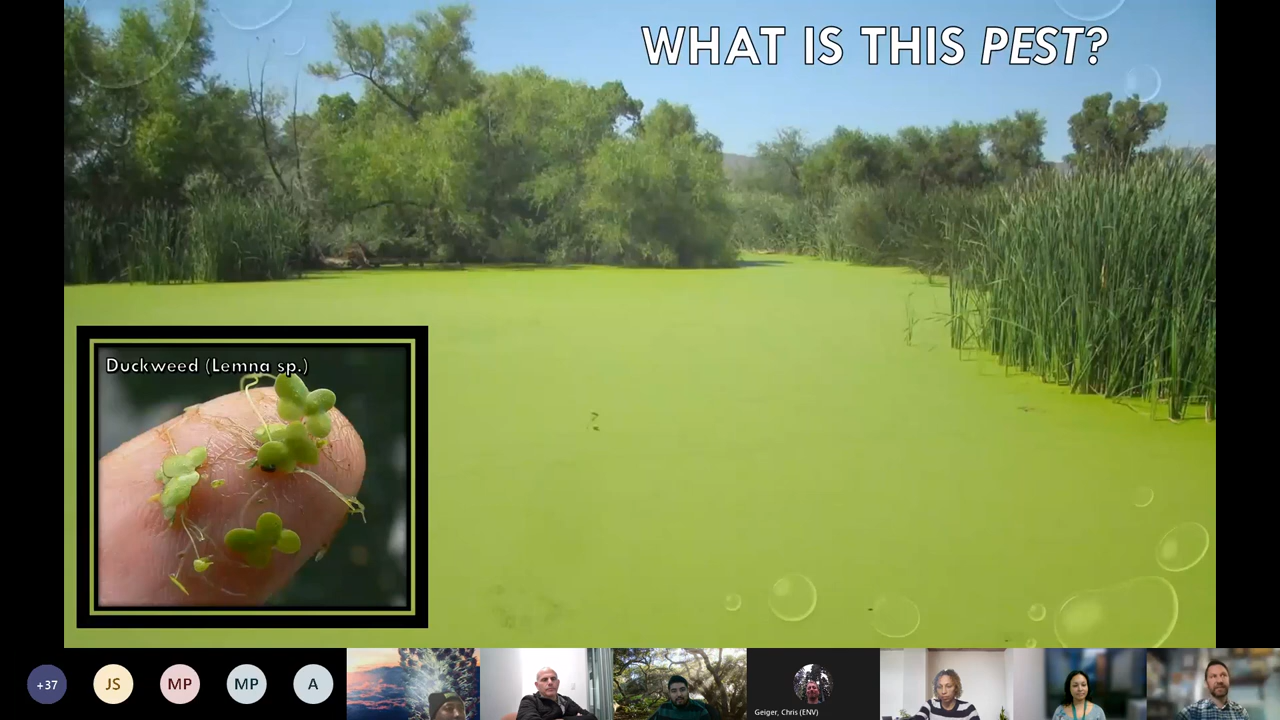 WHAT IS THIS PEST?
Duckweed (Lemna sp.)
+37
JS
MP
MP
A
Geiger, Chris (ENV)